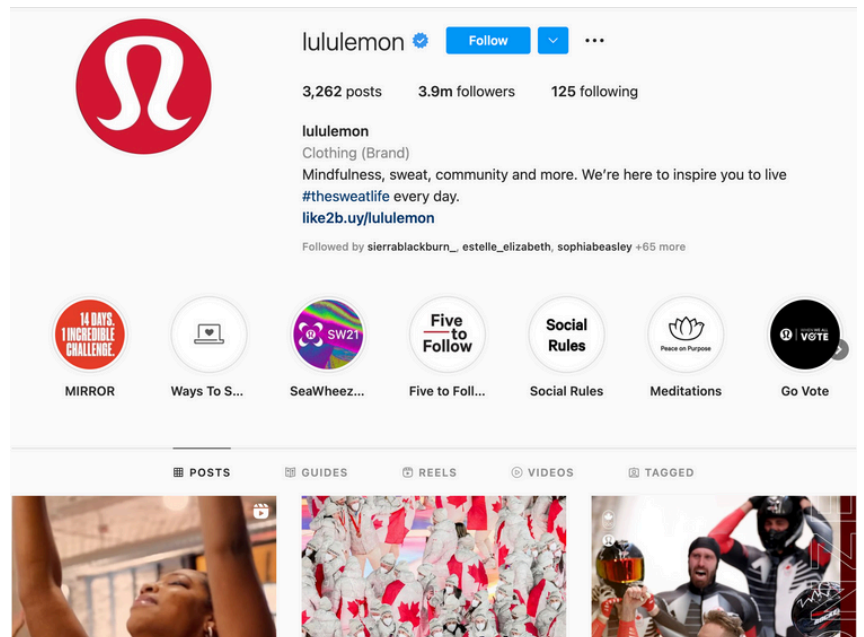 lululemon Follow
3,262 posts 3.9m followers 125 following
lululemon
Clothing (Brand)
Mindfulness, sweat, community and more. We're here to inspire you to live
#thesweatlife every day.
like2b.uy/lululemon
Followed by sierrablackburn_, estelle_elizabeth, sophiabeasley +65 more
14 DAYS.
1 INCREDIBLE
CHALLENGE.
SW21
Five
to
Follow
Social
Rules
Peace on Purpose
WHEN WE ALL
VOTE
MIRROR Ways To S... SeaWheez... Five to Foll... Social Rules Meditations Go Vote
POSTS GUIDES REELS VIDEOS TAGGED